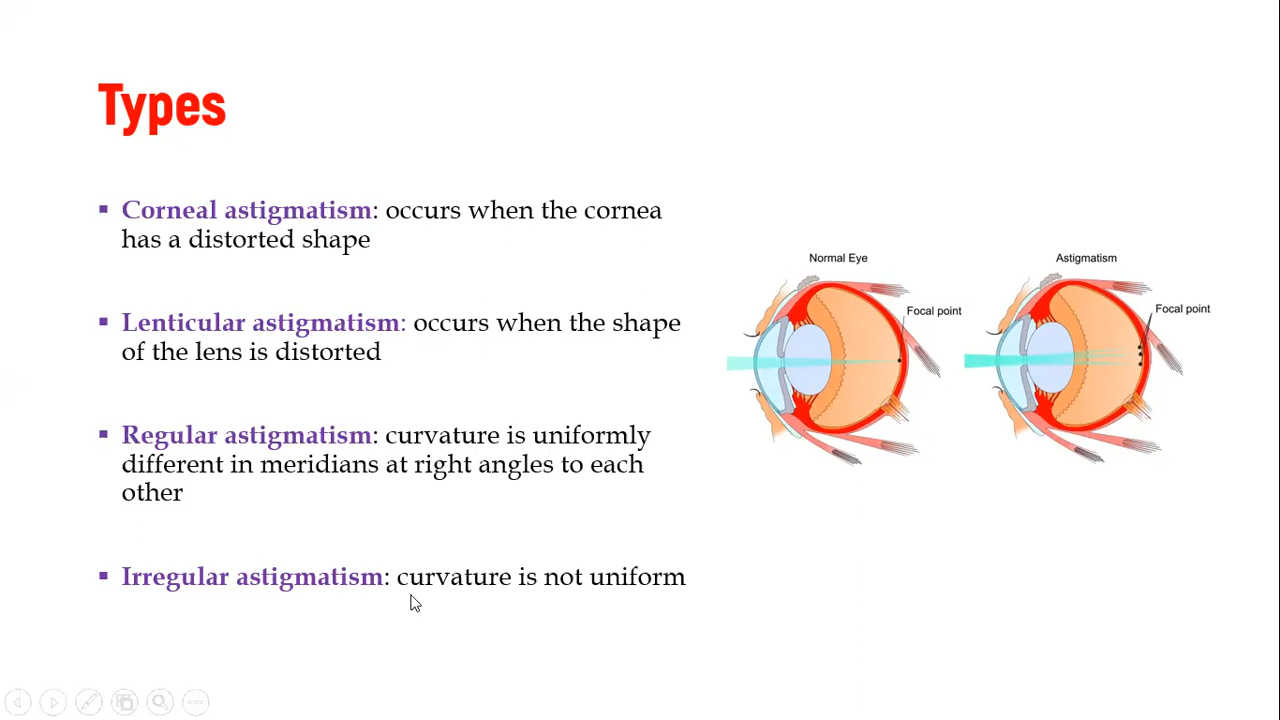 Types
▪ Corneal astigmatism: occurs when the cornea
has a distorted shape
▪ Lenticular astigmatism: occurs when the shape
of the lens is distorted
▪ Regular astigmatism: curvature is uniformly
different in meridians at right angles to each
other
▪ Irregular astigmatism: curvature is not uniform
Normal Eye
Focal point
Astigmatism
Focal point